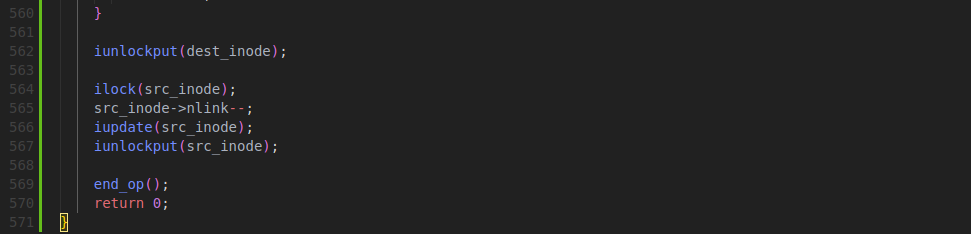 560 }
561
562 iunlockput(dest_inode);
563
564 ilock(src_inode);
565 src_inode->nlink--;
566 iupdate(src_inode);
567 iunlockput(src_inode);
568
569 end_op();
570 return 0;
571 }